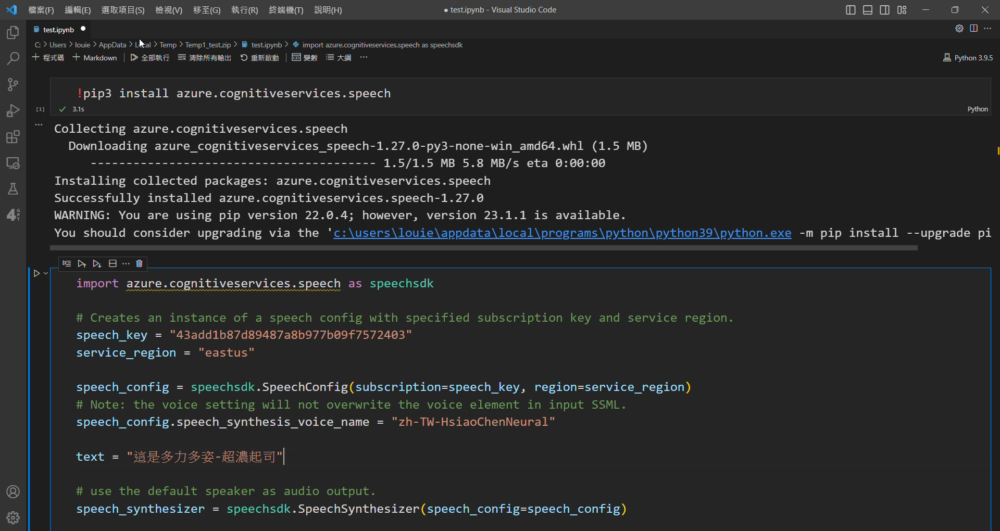 檔案(F) 編輯(E) 選取項目(S) 檢視(V) 移至(G) 執行(R) 終端機(T) 說明(H) ● test.ipynb - Visual Studio Code
test.ipynb ●
C: > Users > louie > AppData > Local > Temp > Temp1_test.zip > test.ipynb > import azure.cognitiveservices.speech as speechsdk
+ 程式碼 + Markdown | 全部執行 清除所有輸出 重新啟動 | 變數 大綱 ··· Python 3.9.5
!pip3 install azure.cognitiveservices.speech
[1] ✓ 3.1s Python
··· Collecting azure.cognitiveservices.speech
Downloading azure_cognitiveservices_speech-1.27.0-py3-none-win_amd64.whl (1.5 MB)
---------------------------------------- 1.5/1.5 MB 5.8 MB/s eta 0:00:00
Installing collected packages: azure.cognitiveservices.speech
Successfully installed azure.cognitiveservices.speech-1.27.0
WARNING: You are using pip version 22.0.4; however, version 23.1.1 is available.
You should consider upgrading via the 'c:\users\louie\appdata\local\programs\python\python39\python.exe -m pip install --upgrade pi
import azure.cognitiveservices.speech as speechsdk
# Creates an instance of a speech config with specified subscription key and service region.
speech_key = "43add1b87d89487a8b977b09f7572403"
service_region = "eastus"
speech_config = speechsdk.SpeechConfig(subscription=speech_key, region=service_region)
# Note: the voice setting will not overwrite the voice element in input SSML.
speech_config.speech_synthesis_voice_name = "zh-TW-HsiaoChenNeural"
text = "這是多力多姿-超濃起司"
# use the default speaker as audio output.
speech_synthesizer = speechsdk.SpeechSynthesizer(speech_config=speech_config)
4GPT